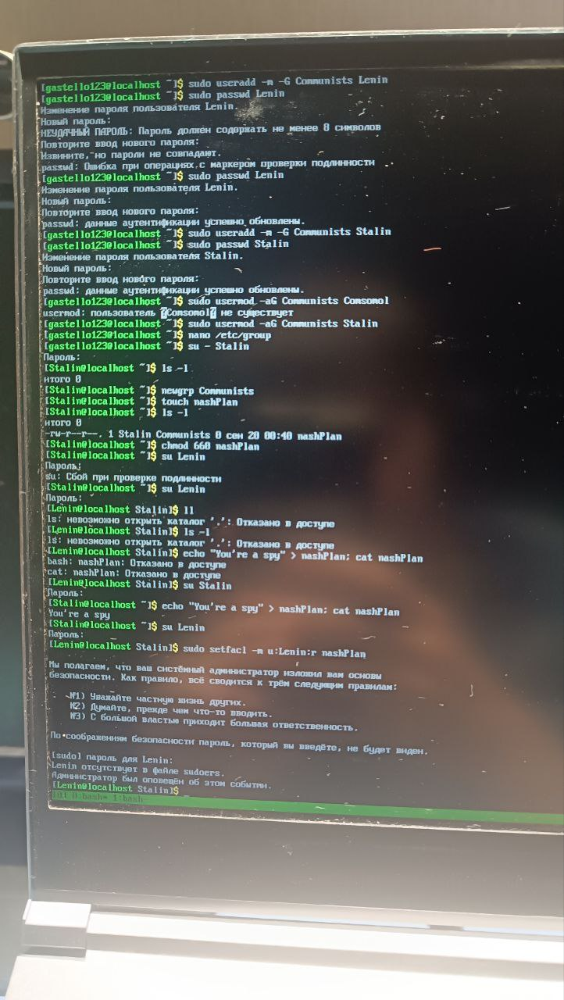 [gastello123@localhost ~]$ sudo useradd -m -G Communists Lenin
[gastello123@localhost ~]$ sudo passwd Lenin
Изменение пароля пользователя Lenin.
Новый пароль:
НЕУДАЧНЫЙ ПАРОЛЬ: Пароль должен содержать не менее 8 символов
Повторите ввод нового пароля:
Извините, но пароли не совпадают.
passwd: Ошибка при операциях с маркером проверки подлинности
[gastello123@localhost ~]$ sudo passwd Lenin
Изменение пароля пользователя Lenin.
Новый пароль:
Повторите ввод нового пароля:
passwd: данные аутентификации успешно обновлены.
[gastello123@localhost ~]$ sudo useradd -m -G Communists Stalin
[gastello123@localhost ~]$ sudo passwd Stalin
Изменение пароля пользователя Stalin.
Новый пароль:
Повторите ввод нового пароля:
passwd: данные аутентификации успешно обновлены.
[gastello123@localhost ~]$ sudo usermod -aG Communists Comsomol
usermod: пользователь ?Comsomol? не существует
[gastello123@localhost ~]$ sudo usermod -aG Communists Stalin
[gastello123@localhost ~]$ nano /etc/group
[gastello123@localhost ~]$ su - Stalin
Пароль:
[Stalin@localhost ~]$ ls -l
итого 0
[Stalin@localhost ~]$ newgrp Communists
[Stalin@localhost ~]$ touch nashPlan
[Stalin@localhost ~]$ ls -l
итого 0
-rw-r--r--. 1 Stalin Communists 0 сен 20 00:40 nashPlan
[Stalin@localhost ~]$ chmod 660 nashPlan
[Stalin@localhost ~]$ su Lenin
Пароль:
su: Сбой при проверке подлинности
[Stalin@localhost ~]$ su Lenin
Пароль:
[Lenin@localhost Stalin]$ ll
ls: невозможно открыть каталог '.': Отказано в доступе
[Lenin@localhost Stalin]$ ls -l
ls: невозможно открыть каталог '.': Отказано в доступе
[Lenin@localhost Stalin]$ echo "You're a spy" > nashPlan; cat nashPlan
bash: nashPlan: Отказано в доступе
cat: nashPlan: Отказано в доступе
[Lenin@localhost Stalin]$ su Stalin
Пароль:
[Stalin@localhost ~]$ echo "You're a spy" > nashPlan; cat nashPlan
You're a spy
[Stalin@localhost ~]$ su Lenin
Пароль:
[Lenin@localhost Stalin]$ sudo setfacl -m u:Lenin:r nashPlan
Мы полагаем, что ваш системный администратор изложил вам основы
безопасности. Как правило, всё сводится к трём следующим правилам:
№1) Уважайте частную жизнь других.
№2) Думайте, прежде чем что-то вводить.
№3) С большой властью приходит большая ответственность.
По соображениям безопасности пароль, который вы введёте, не будет виден.
[sudo] пароль для Lenin:
Lenin отсутствует в файле sudoers.
Администратор был оповещён об этом событии.
[Lenin@localhost Stalin]$
[0] 0:bash* 1:bash-